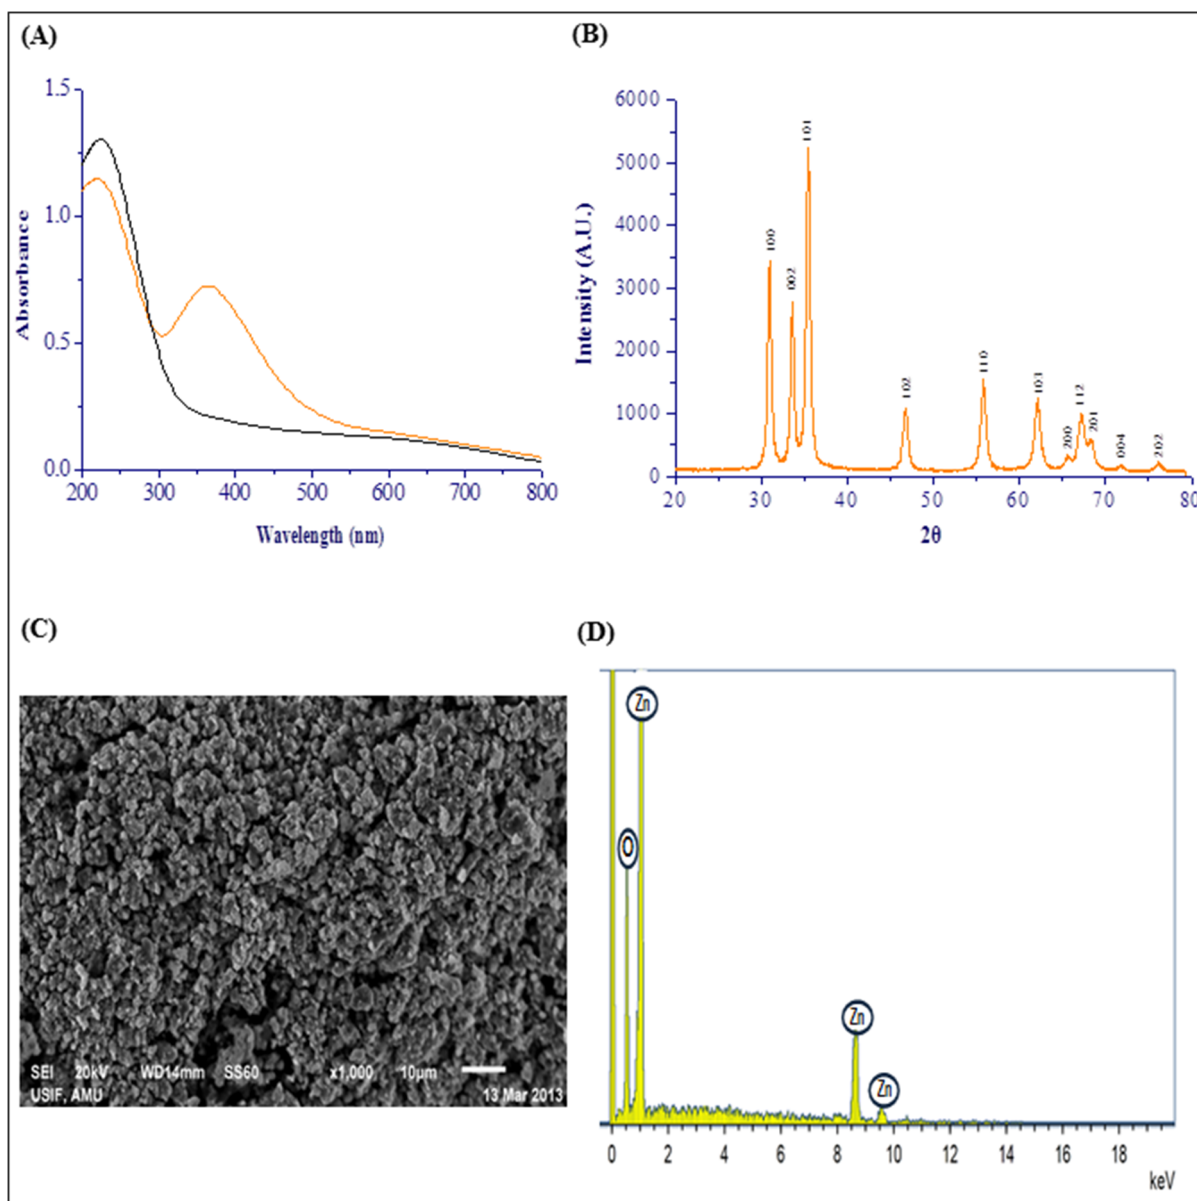 (A)
1.5
1.0
0.5
0.0
Absorbance
200 300 400 500 600 700 800
Wavelength (nm)
(B)
6000
5000
4000
3000
2000
1000
0
Intensity (A.U.)
100
002
101
102
110
103
200
112
201
004
202
20 30 40 50 60 70 80
2θ
(C)
SEI 20kV WD14mm SS60 x1,000 10μm
USIF, AMU 13 Mar 2013
(D)
Zn
O
Zn
Zn
0 2 4 6 8 10 12 14 16 18
keV